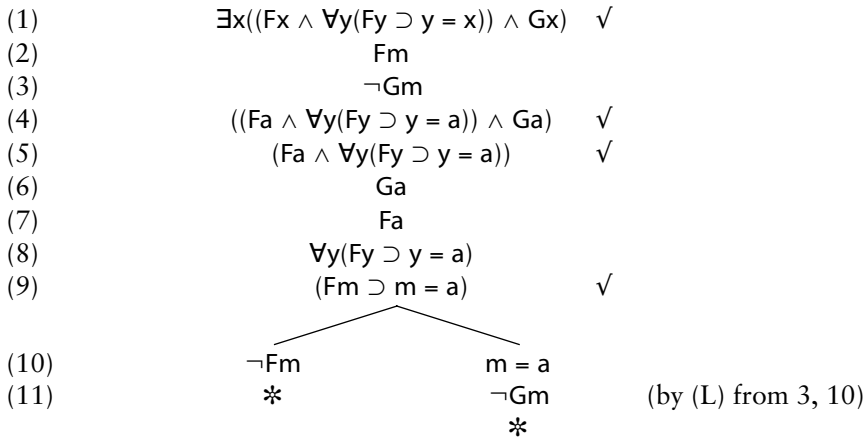 (1) ∃x((Fx ∧ ∀y(Fy ⊃ y = x)) ∧ Gx) √
(2) Fm
(3) ¬Gm
(4) ((Fa ∧ ∀y(Fy ⊃ y = a)) ∧ Ga) √
(5) (Fa ∧ ∀y(Fy ⊃ y = a)) √
(6) Ga
(7) Fa
(8) ∀y(Fy ⊃ y = a)
(9) (Fm ⊃ m = a) √
(10) ¬Fm m = a
(11) ✼ ¬Gm (by (L) from 3, 10)
✼